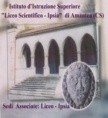 Istituto d'Istruzione Superiore
"Liceo Scientifico - Ipsia" di Amantea (CS)
Sedi Associate: Liceo - Ipsia